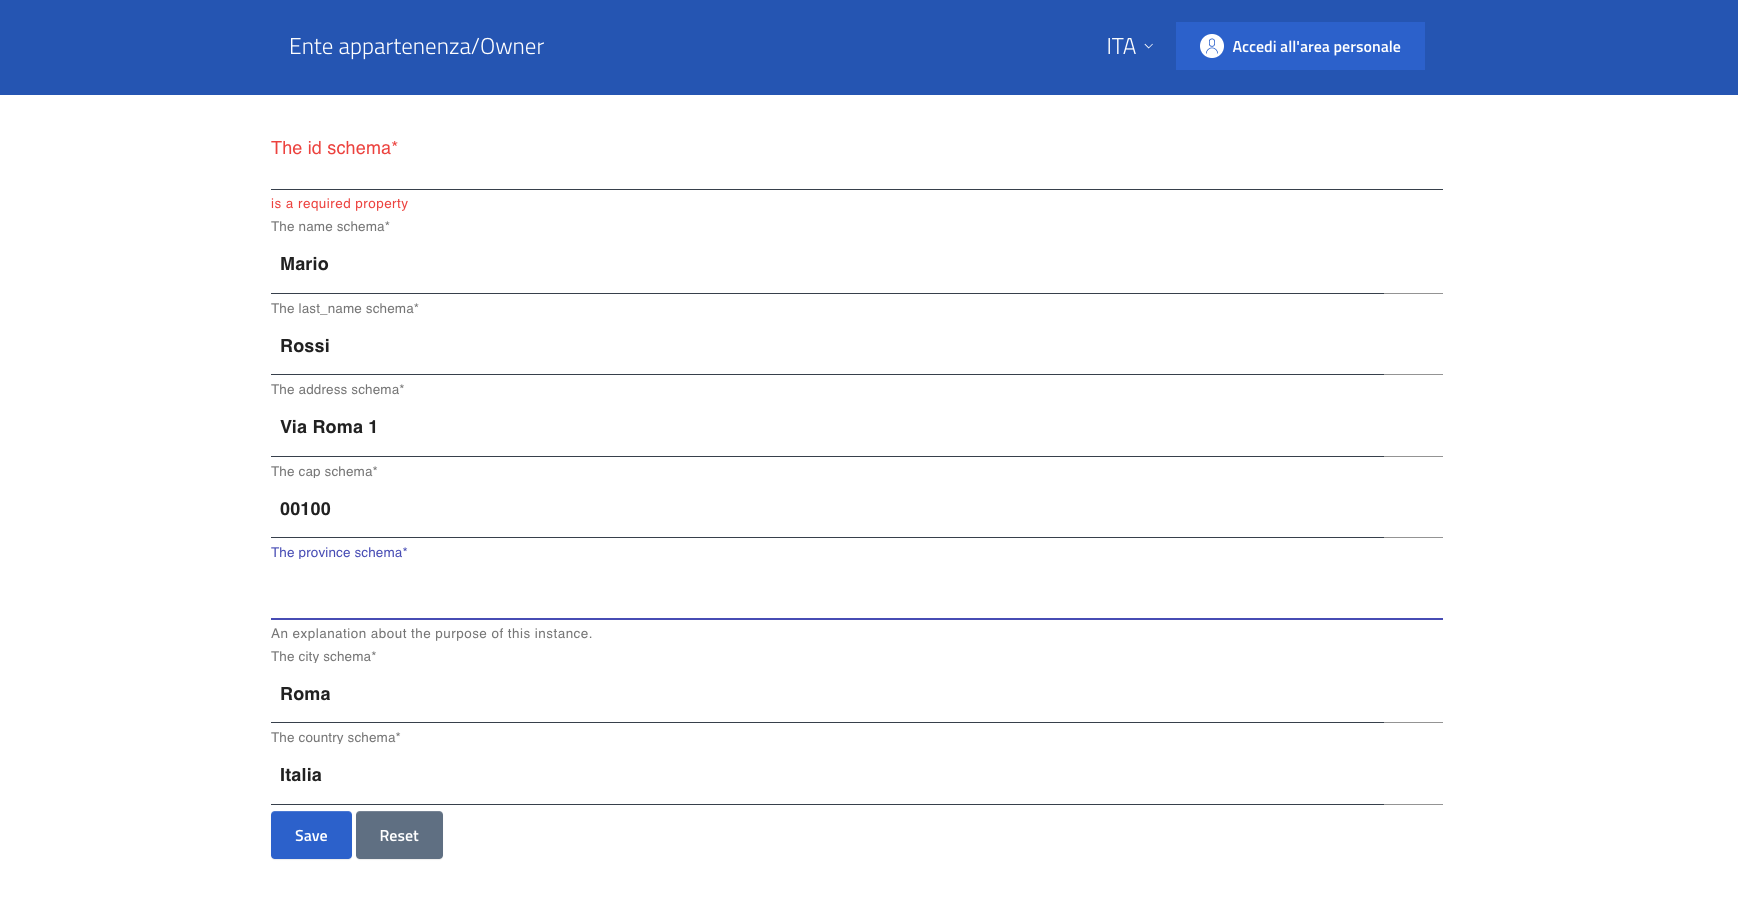 Ente appartenenza/Owner
ITA
Accedi all'area personale
The id schema*
is a required property
The name schema*
Mario
The last_name schema*
Rossi
The address schema*
Via Roma 1
The cap schema*
00100
The province schema*
An explanation about the purpose of this instance.
The city schema*
Roma
The country schema*
Italia
Save
Reset